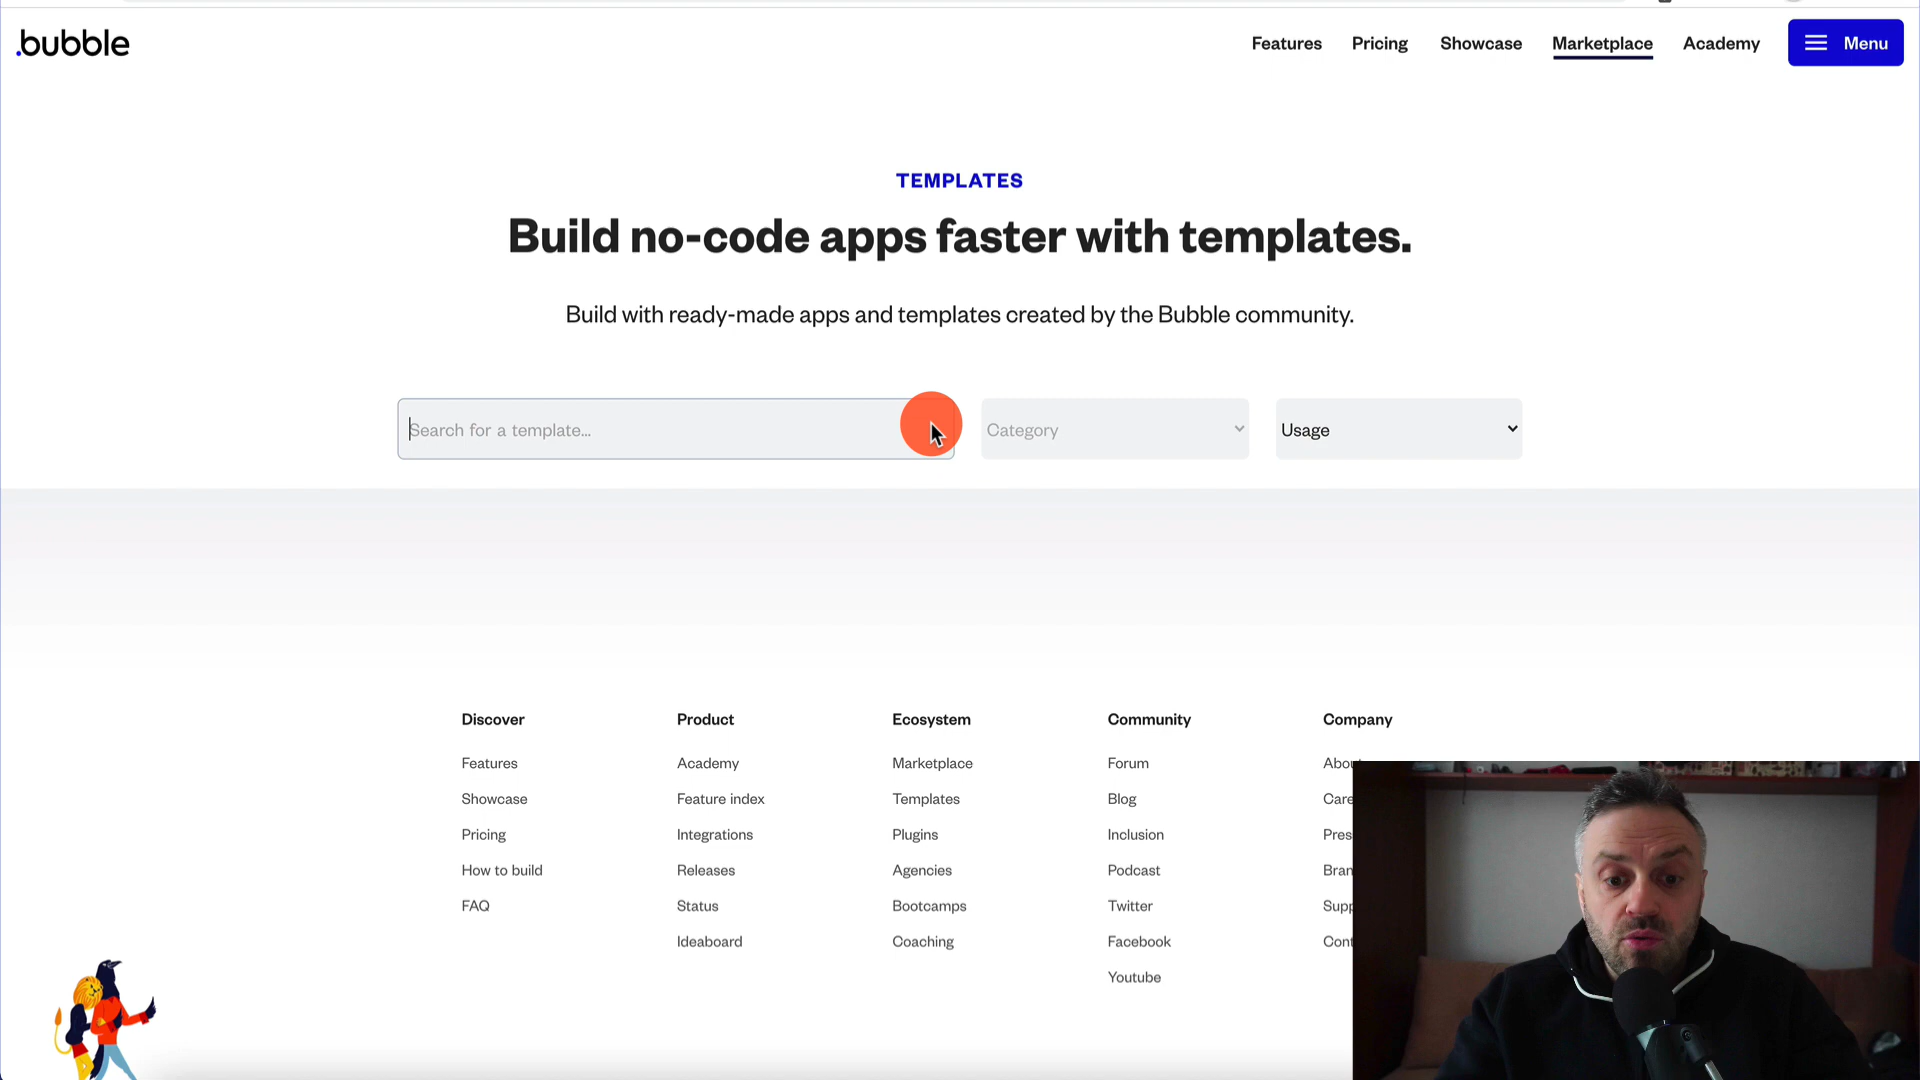 .bubble
Features
Pricing
Showcase
Marketplace
Academy
Menu
TEMPLATES
Build no-code apps faster with templates.
Build with ready-made apps and templates created by the Bubble community.
Search for a template...
Category
Usage
Discover
Features
Showcase
Pricing
How to build
FAQ
Product
Academy
Feature index
Integrations
Releases
Status
Ideaboard
Ecosystem
Marketplace
Templates
Plugins
Agencies
Bootcamps
Coaching
Community
Forum
Blog
Inclusion
Podcast
Twitter
Facebook
Youtube
Company